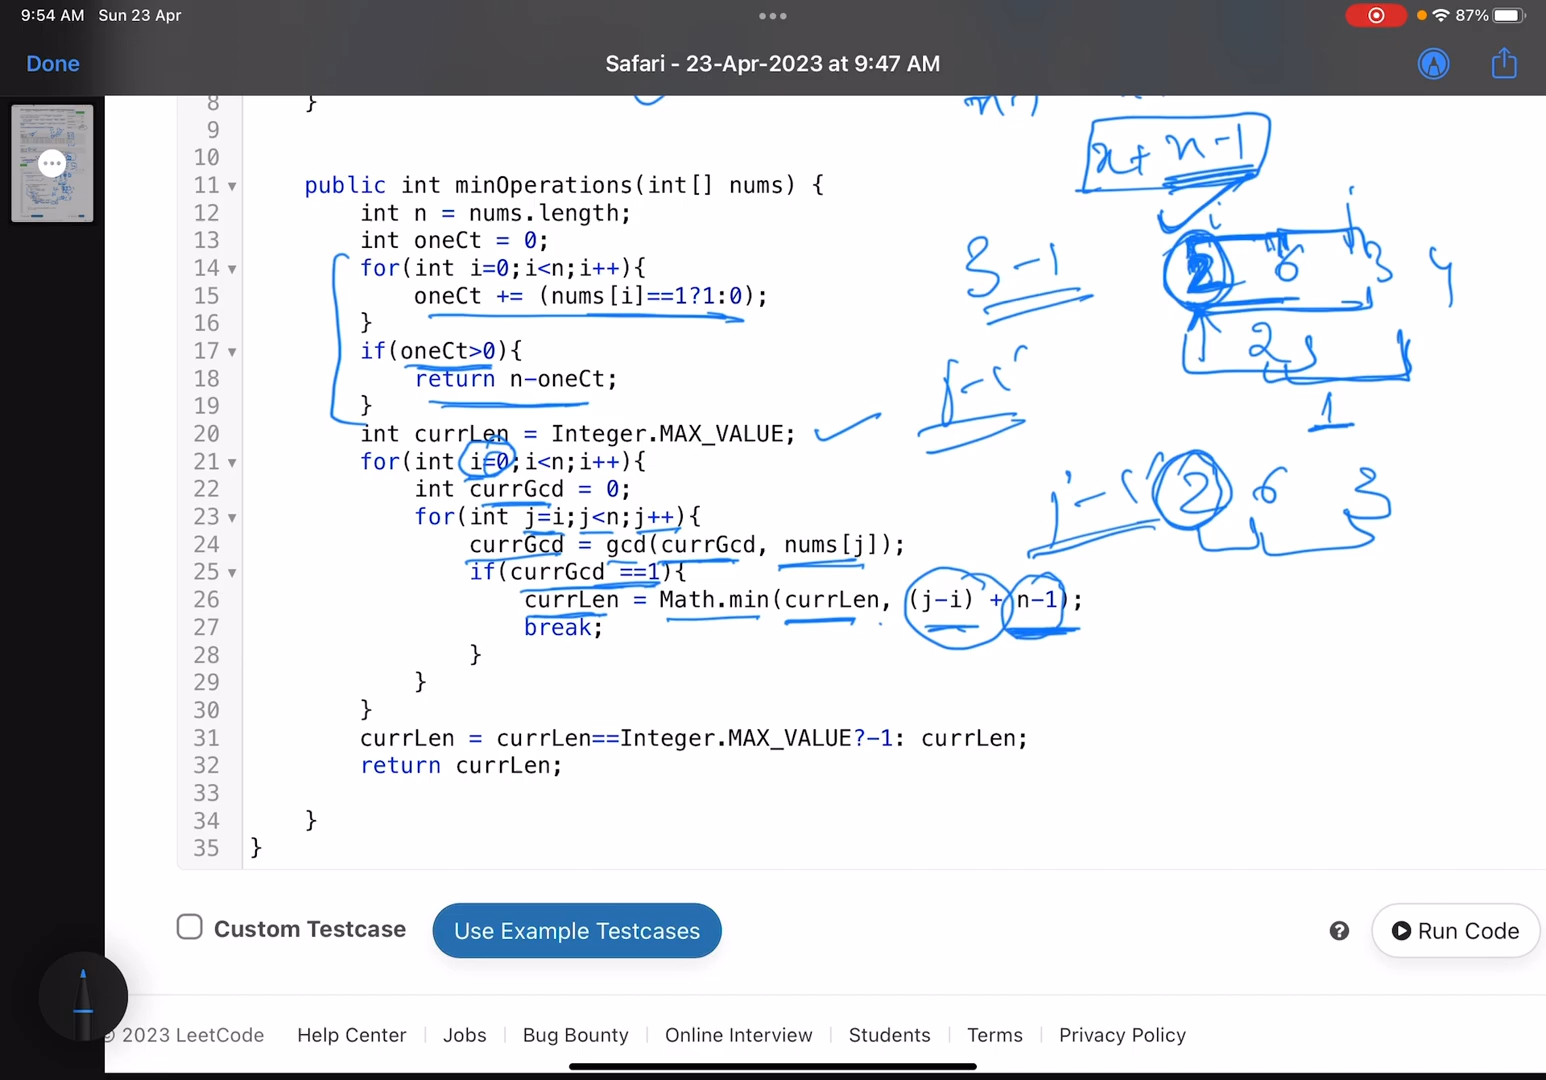 9:54 AM Sun 23 Apr
87%
Done
Safari - 23-Apr-2023 at 9:47 AM
8 }
9
10
11 public int minOperations(int[] nums) {
12 int n = nums.length;
13 int oneCt = 0;
14 for(int i=0;i<n;i++){
15 oneCt += (nums[i]==1?1:0);
16 }
17 if(oneCt>0){
18 return n-oneCt;
19 }
20 int currLen = Integer.MAX_VALUE;
21 for(int i=0;i<n;i++){
22 int currGcd = 0;
23 for(int j=i;j<n;j++){
24 currGcd = gcd(currGcd, nums[j]);
25 if(currGcd ==1){
26 currLen = Math.min(currLen, (j-i) + n-1);
27 break;
28 }
29 }
30 }
31 currLen = currLen==Integer.MAX_VALUE?-1: currLen;
32 return currLen;
33
34 }
35 }
x + n-1
i j
3-1
2 6 3 4
2
j-i
1
j-i 2 6 3
Custom Testcase
Use Example Testcases
Run Code
© 2023 LeetCode
Help Center
Jobs
Bug Bounty
Online Interview
Students
Terms
Privacy Policy